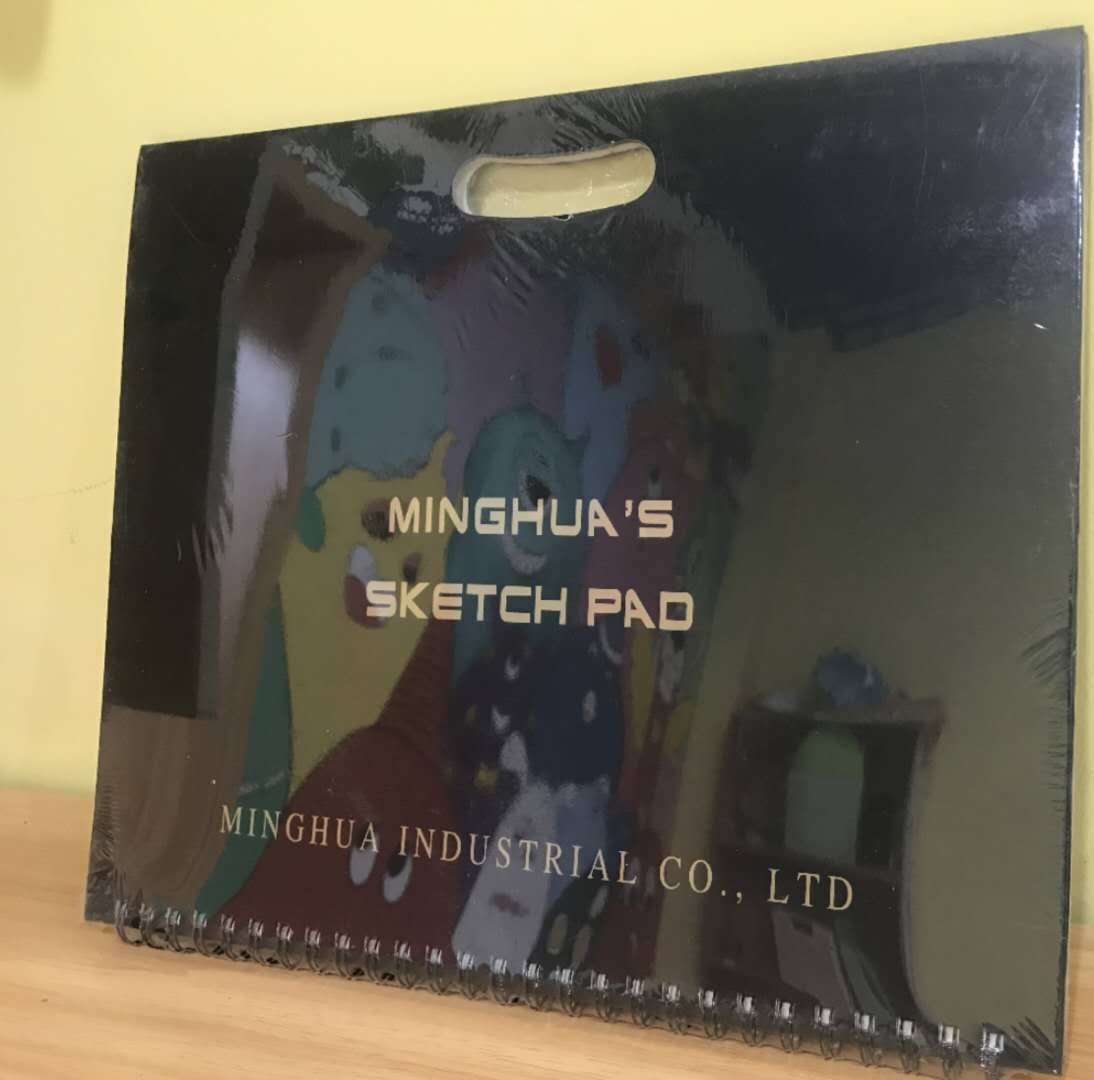 MINGHUA'S
SKETCH PAD
MINGHUA INDUSTRIAL CO., LTD